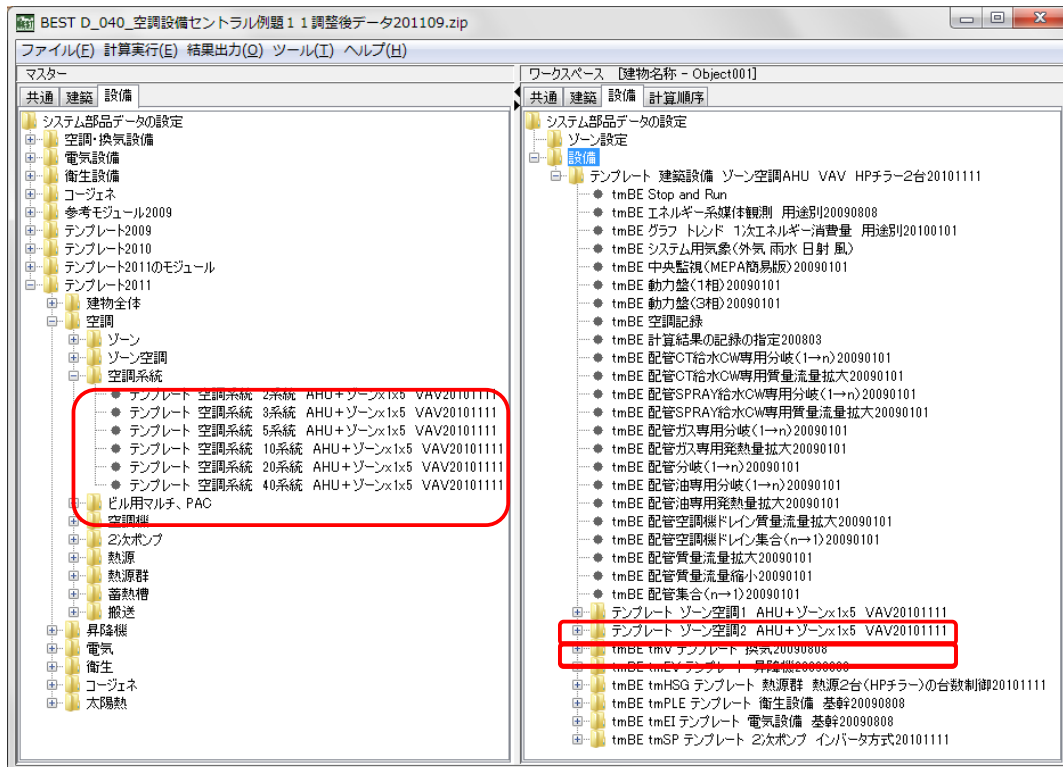 BEST D_040_空調設備セントラル例題１１調整後データ201109.zip
ファイル(F) 計算実行(E) 結果出力(O) ツール(T) ヘルプ(H)
マスター
共通 建築 設備
システム部品データの設定
空調・換気設備
電気設備
衛生設備
コージェネ
参考モジュール2009
テンプレート2009
テンプレート2010
テンプレート2011のモジュール
テンプレート2011
建物全体
空調
ゾーン
ゾーン空調
空調系統
テンプレート 空調系統 2系統 AHU+ゾーンx1x5 VAV20101111
テンプレート 空調系統 3系統 AHU+ゾーンx1x5 VAV20101111
テンプレート 空調系統 5系統 AHU+ゾーンx1x5 VAV20101111
テンプレート 空調系統 10系統 AHU+ゾーンx1x5 VAV20101111
テンプレート 空調系統 20系統 AHU+ゾーンx1x5 VAV20101111
テンプレート 空調系統 40系統 AHU+ゾーンx1x5 VAV20101111
ビル用マルチ、PAC
空調機
2次ポンプ
熱源
熱源群
蓄熱槽
搬送
昇降機
電気
衛生
コージェネ
太陽熱
ワークスペース [建物名称 - Object001]
共通 建築 設備 計算順序
システム部品データの設定
ゾーン設定
設備
テンプレート 建築設備 ゾーン空調AHU VAV HPチラー2台20101111
tmBE Stop and Run
tmBE エネルギー系媒体観測 用途別20090808
tmBE グラフ トレンド 1次エネルギー消費量 用途別20100101
tmBE システム用気象(外気 雨水 日射 風)
tmBE 中央監視(MEPA簡易版)20090101
tmBE 動力盤(1相)20090101
tmBE 動力盤(3相)20090101
tmBE 空調記録
tmBE 計算結果の記録の指定200803
tmBE 配管CT給水CW専用分岐(1→n)20090101
tmBE 配管CT給水CW専用質量流量拡大20090101
tmBE 配管SPRAY給水CW専用分岐(1→n)20090101
tmBE 配管SPRAY給水CW専用質量流量拡大20090101
tmBE 配管ガス専用分岐(1→n)20090101
tmBE 配管ガス専用発熱量拡大20090101
tmBE 配管分岐(1→n)20090101
tmBE 配管油専用分岐(1→n)20090101
tmBE 配管油専用発熱量拡大20090101
tmBE 配管空調機ドレイン質量流量拡大20090101
tmBE 配管空調機ドレイン集合(n→1)20090101
tmBE 配管質量流量拡大20090101
tmBE 配管質量流量縮小20090101
tmBE 配管集合(n→1)20090101
テンプレート ゾーン空調1 AHU+ゾーンx1x5 VAV20101111
テンプレート ゾーン空調2 AHU+ゾーンx1x5 VAV20101111
tmBE tmV テンプレート 換気20090808
tmBE tmEV テンプレート 昇降機20090808
tmBE tmHSG テンプレート 熱源群 熱源2台(HPチラー)の台数制御20101111
tmBE tmPLE テンプレート 衛生設備 基幹20090808
tmBE tmEI テンプレート 電気設備 基幹20090808
tmBE tmSP テンプレート 2次ポンプ インバータ方式20101111